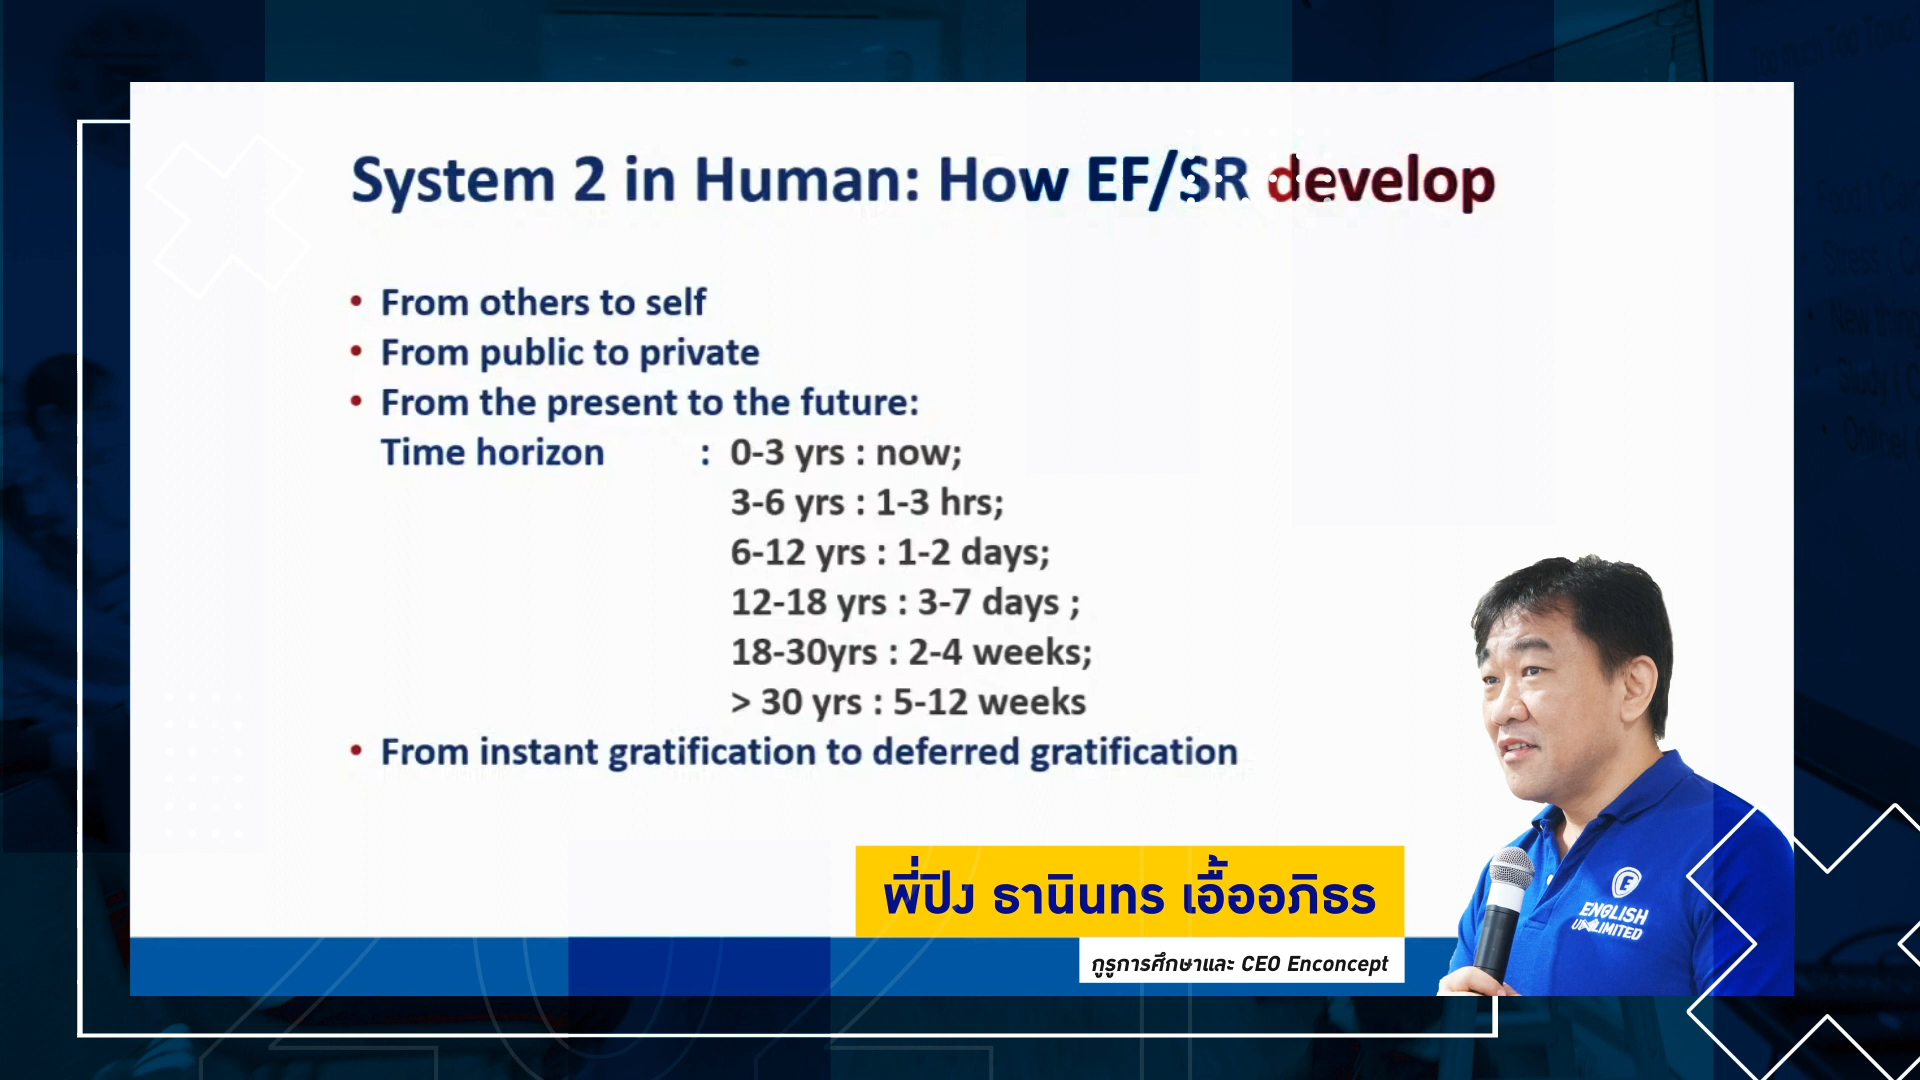 System 2 in Human: How EF/SR develop
• From others to self
• From public to private
• From the present to the future:
Time horizon : 0-3 yrs : now;
3-6 yrs : 1-3 hrs;
6-12 yrs : 1-2 days;
12-18 yrs : 3-7 days ;
18-30yrs : 2-4 weeks;
> 30 yrs : 5-12 weeks
• From instant gratification to deferred gratification
พี่ปิง ธานินทร เอื้ออภิธร
กูรูการศึกษาและ CEO Enconcept
ENGLISH
UNLIMITED